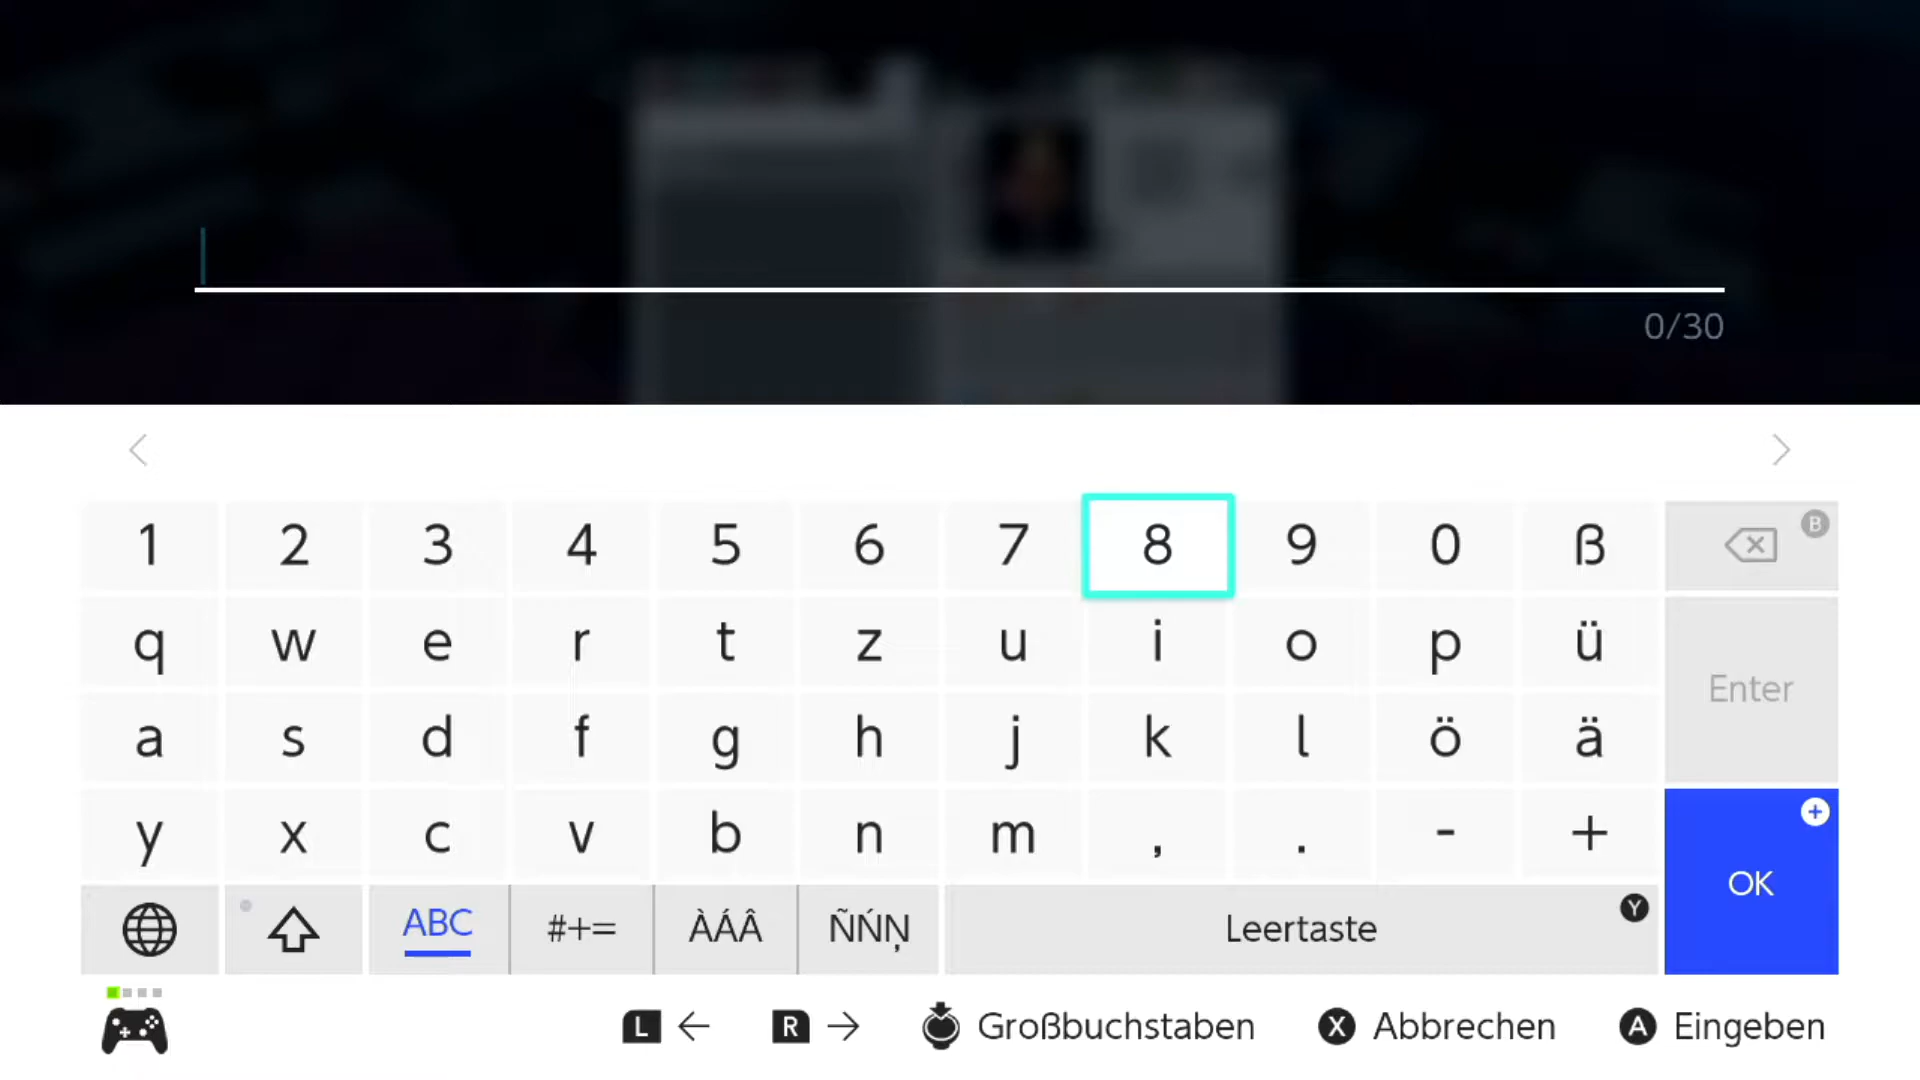 0/30
1 2 3 4 5 6 7 8 9 0 ß B
q w e r t z u i o p ü
Enter
a s d f g h j k l ö ä
y x c v b n m , . - +
OK
ABC #+= ÀÁÂ ÑŃŅ Leertaste Y
L ← R → Großbuchstaben X Abbrechen A Eingeben